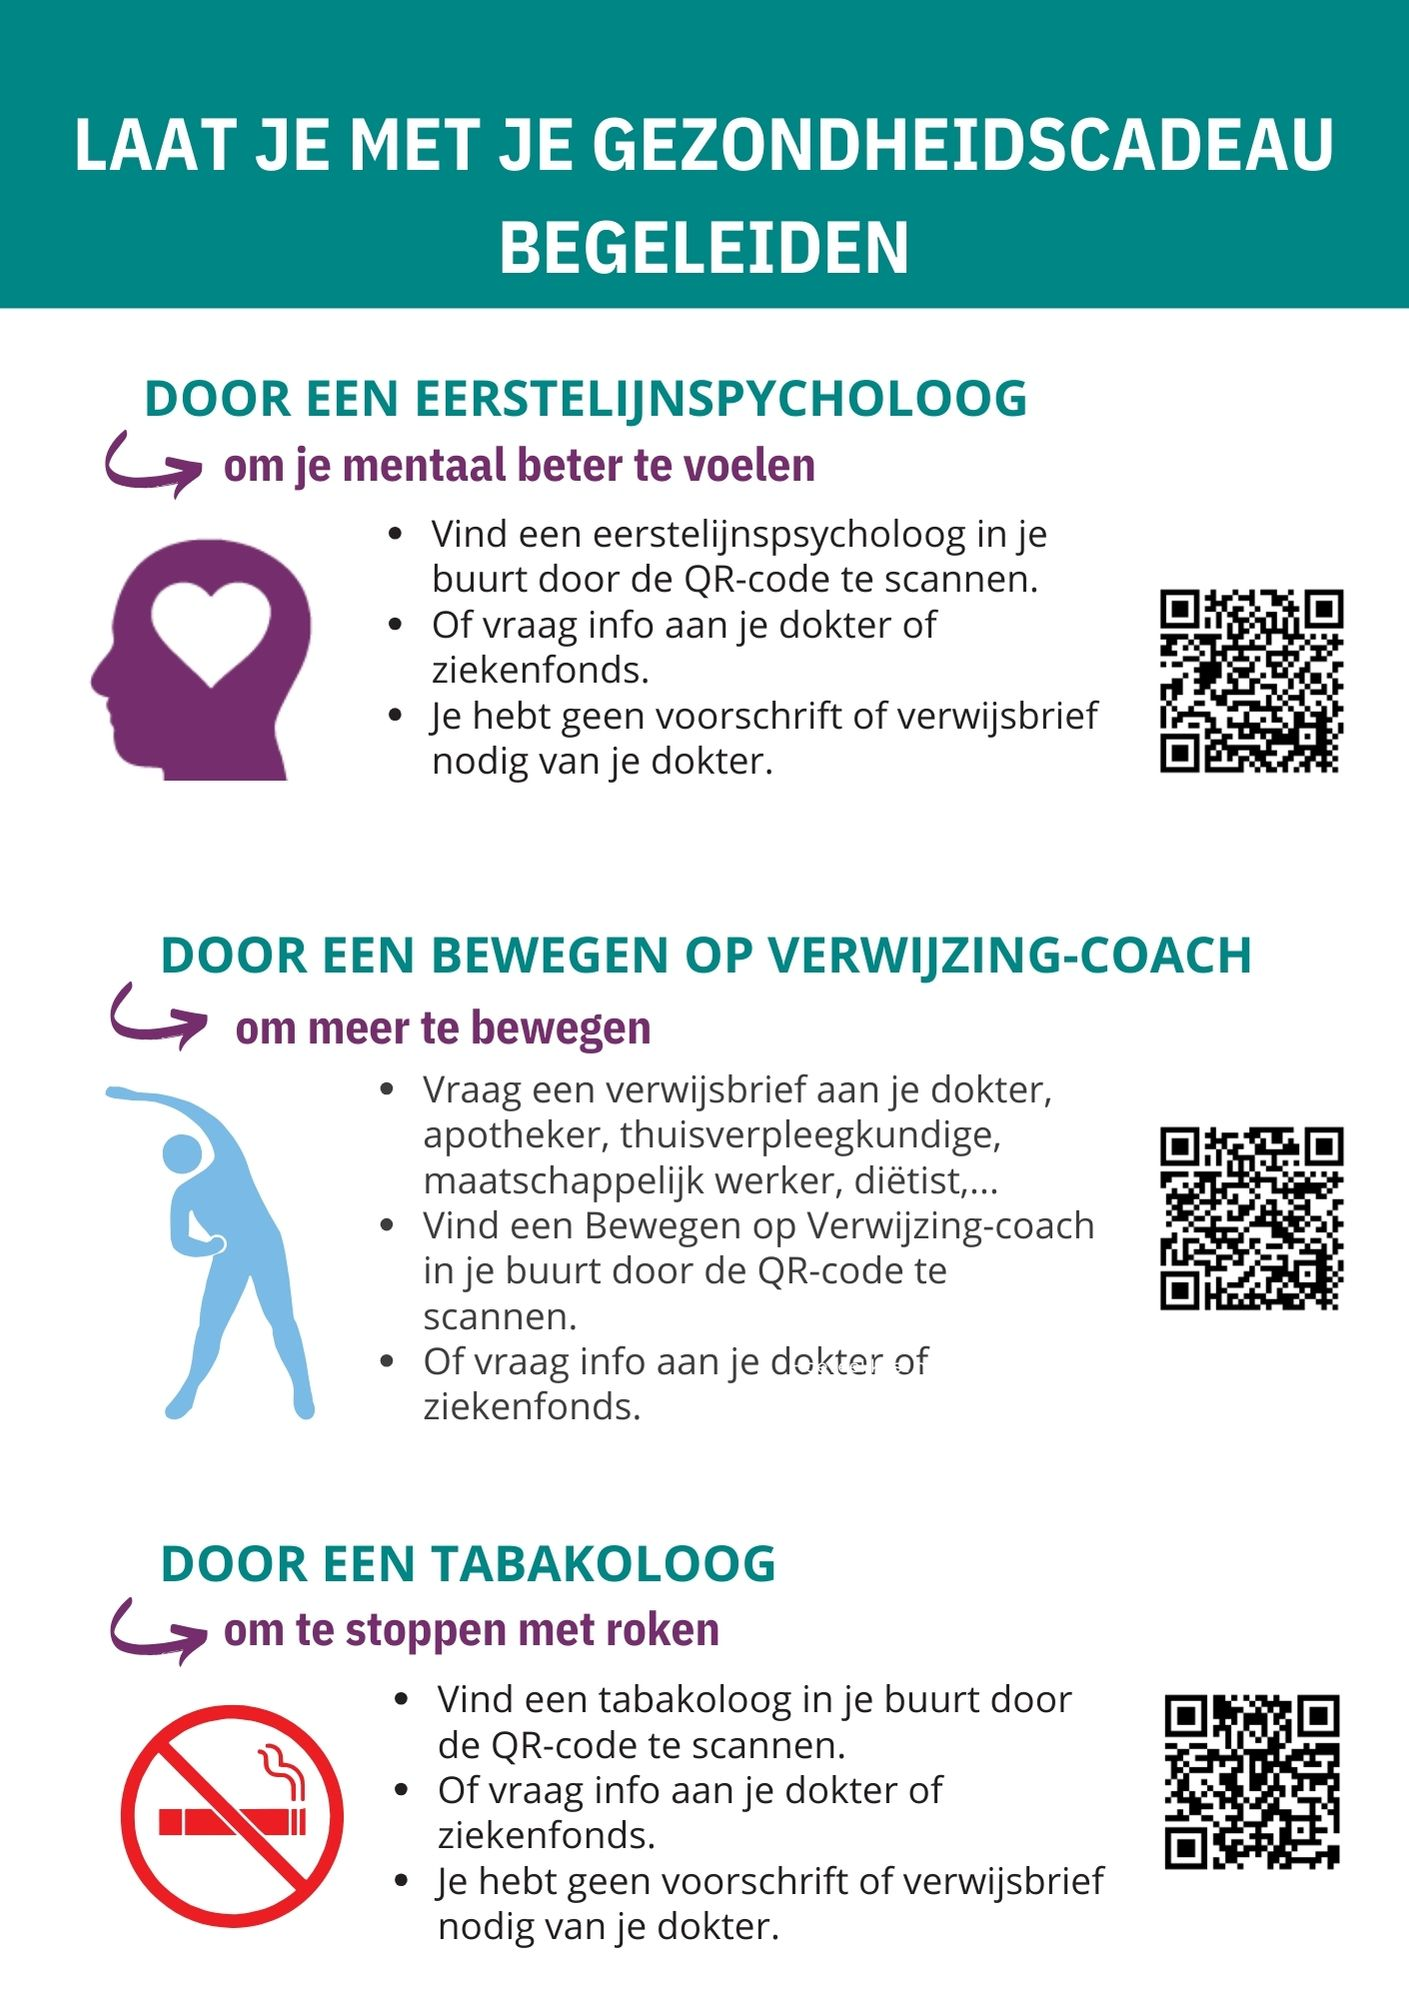 LAAT JE MET JE GEZONDHEIDSCADEAU
BEGELEIDEN
DOOR EEN EERSTELIJNSPYCHOLOOG
om je mentaal beter te voelen
• Vind een eerstelijnspsycholoog in je
buurt door de QR-code te scannen.
• Of vraag info aan je dokter of
ziekenfonds.
• Je hebt geen voorschrift of verwijsbrief
nodig van je dokter.
DOOR EEN BEWEGEN OP VERWIJZING-COACH
om meer te bewegen
• Vraag een verwijsbrief aan je dokter,
apotheker, thuisverpleegkundige,
maatschappelijk werker, diëtist,...
• Vind een Bewegen op Verwijzing-coach
in je buurt door de QR-code te
scannen.
• Of vraag info aan je dokter of
ziekenfonds.
DOOR EEN TABAKOLOOG
om te stoppen met roken
• Vind een tabakoloog in je buurt door
de QR-code te scannen.
• Of vraag info aan je dokter of
ziekenfonds.
• Je hebt geen voorschrift of verwijsbrief
nodig van je dokter.